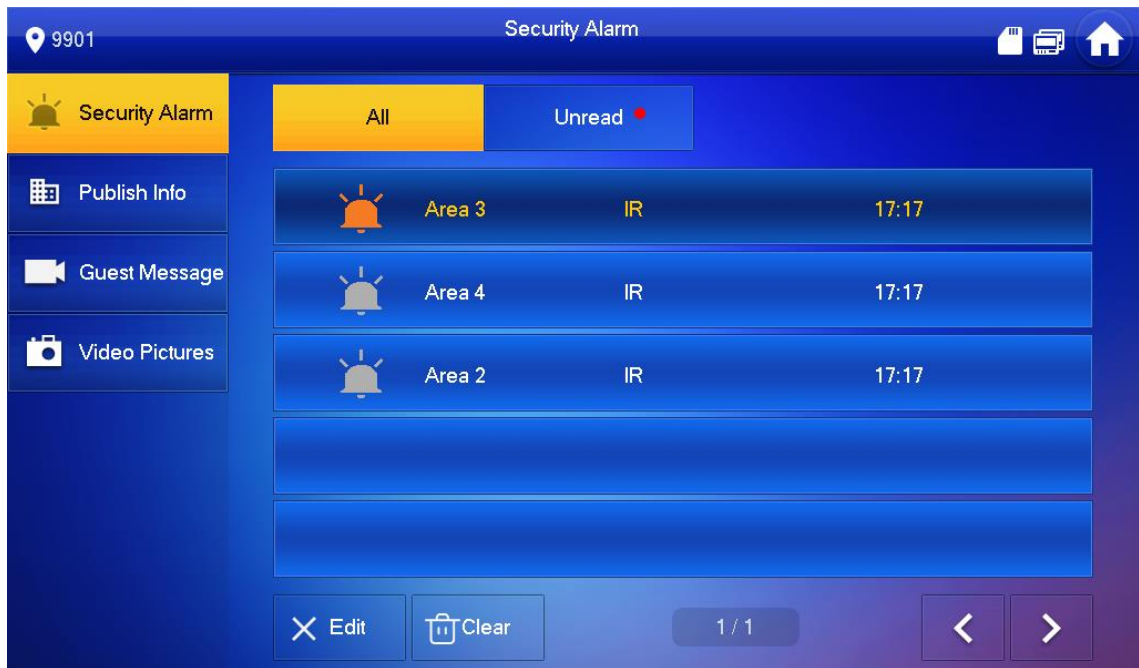 9901
Security Alarm
Security Alarm
Publish Info
Guest Message
Video Pictures
All
Unread
Area 3 IR 17:17
Area 4 IR 17:17
Area 2 IR 17:17
Edit
Clear
1 / 1